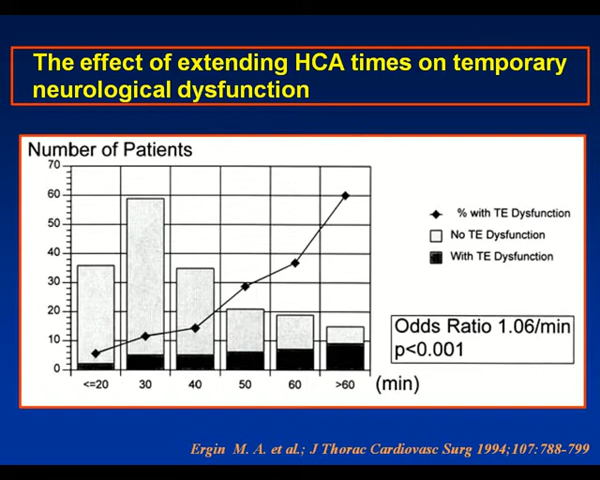 The effect of extending HCA times on temporary
neurological dysfunction
Number of Patients
70
60
50
40
30
20
10
0
<=20 30 40 50 60 >60 (min)
% with TE Dysfunction
No TE Dysfunction
With TE Dysfunction
Odds Ratio 1.06/min
p<0.001
Ergin M. A. et al.; J Thorac Cardiovasc Surg 1994;107:788-799